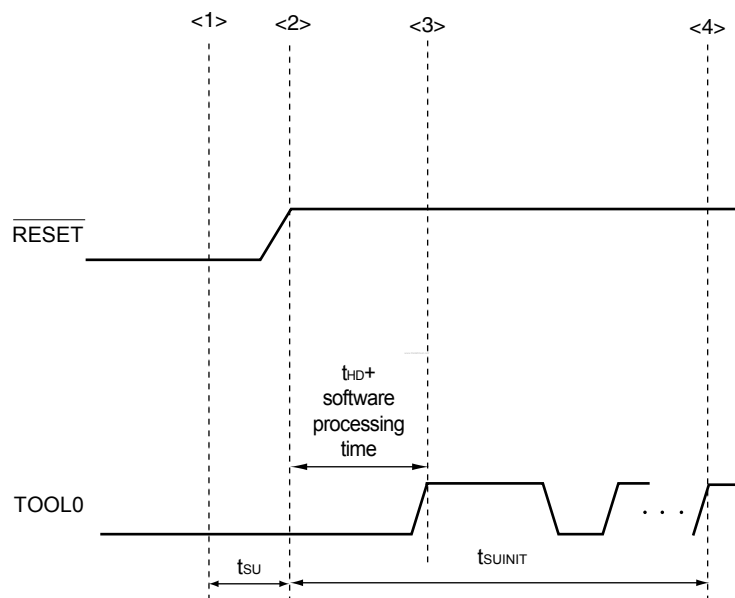 <1> <2> <3> <4>
RESET
tHD+
software
processing
time
TOOL0
. . .
tSU tSUINIT